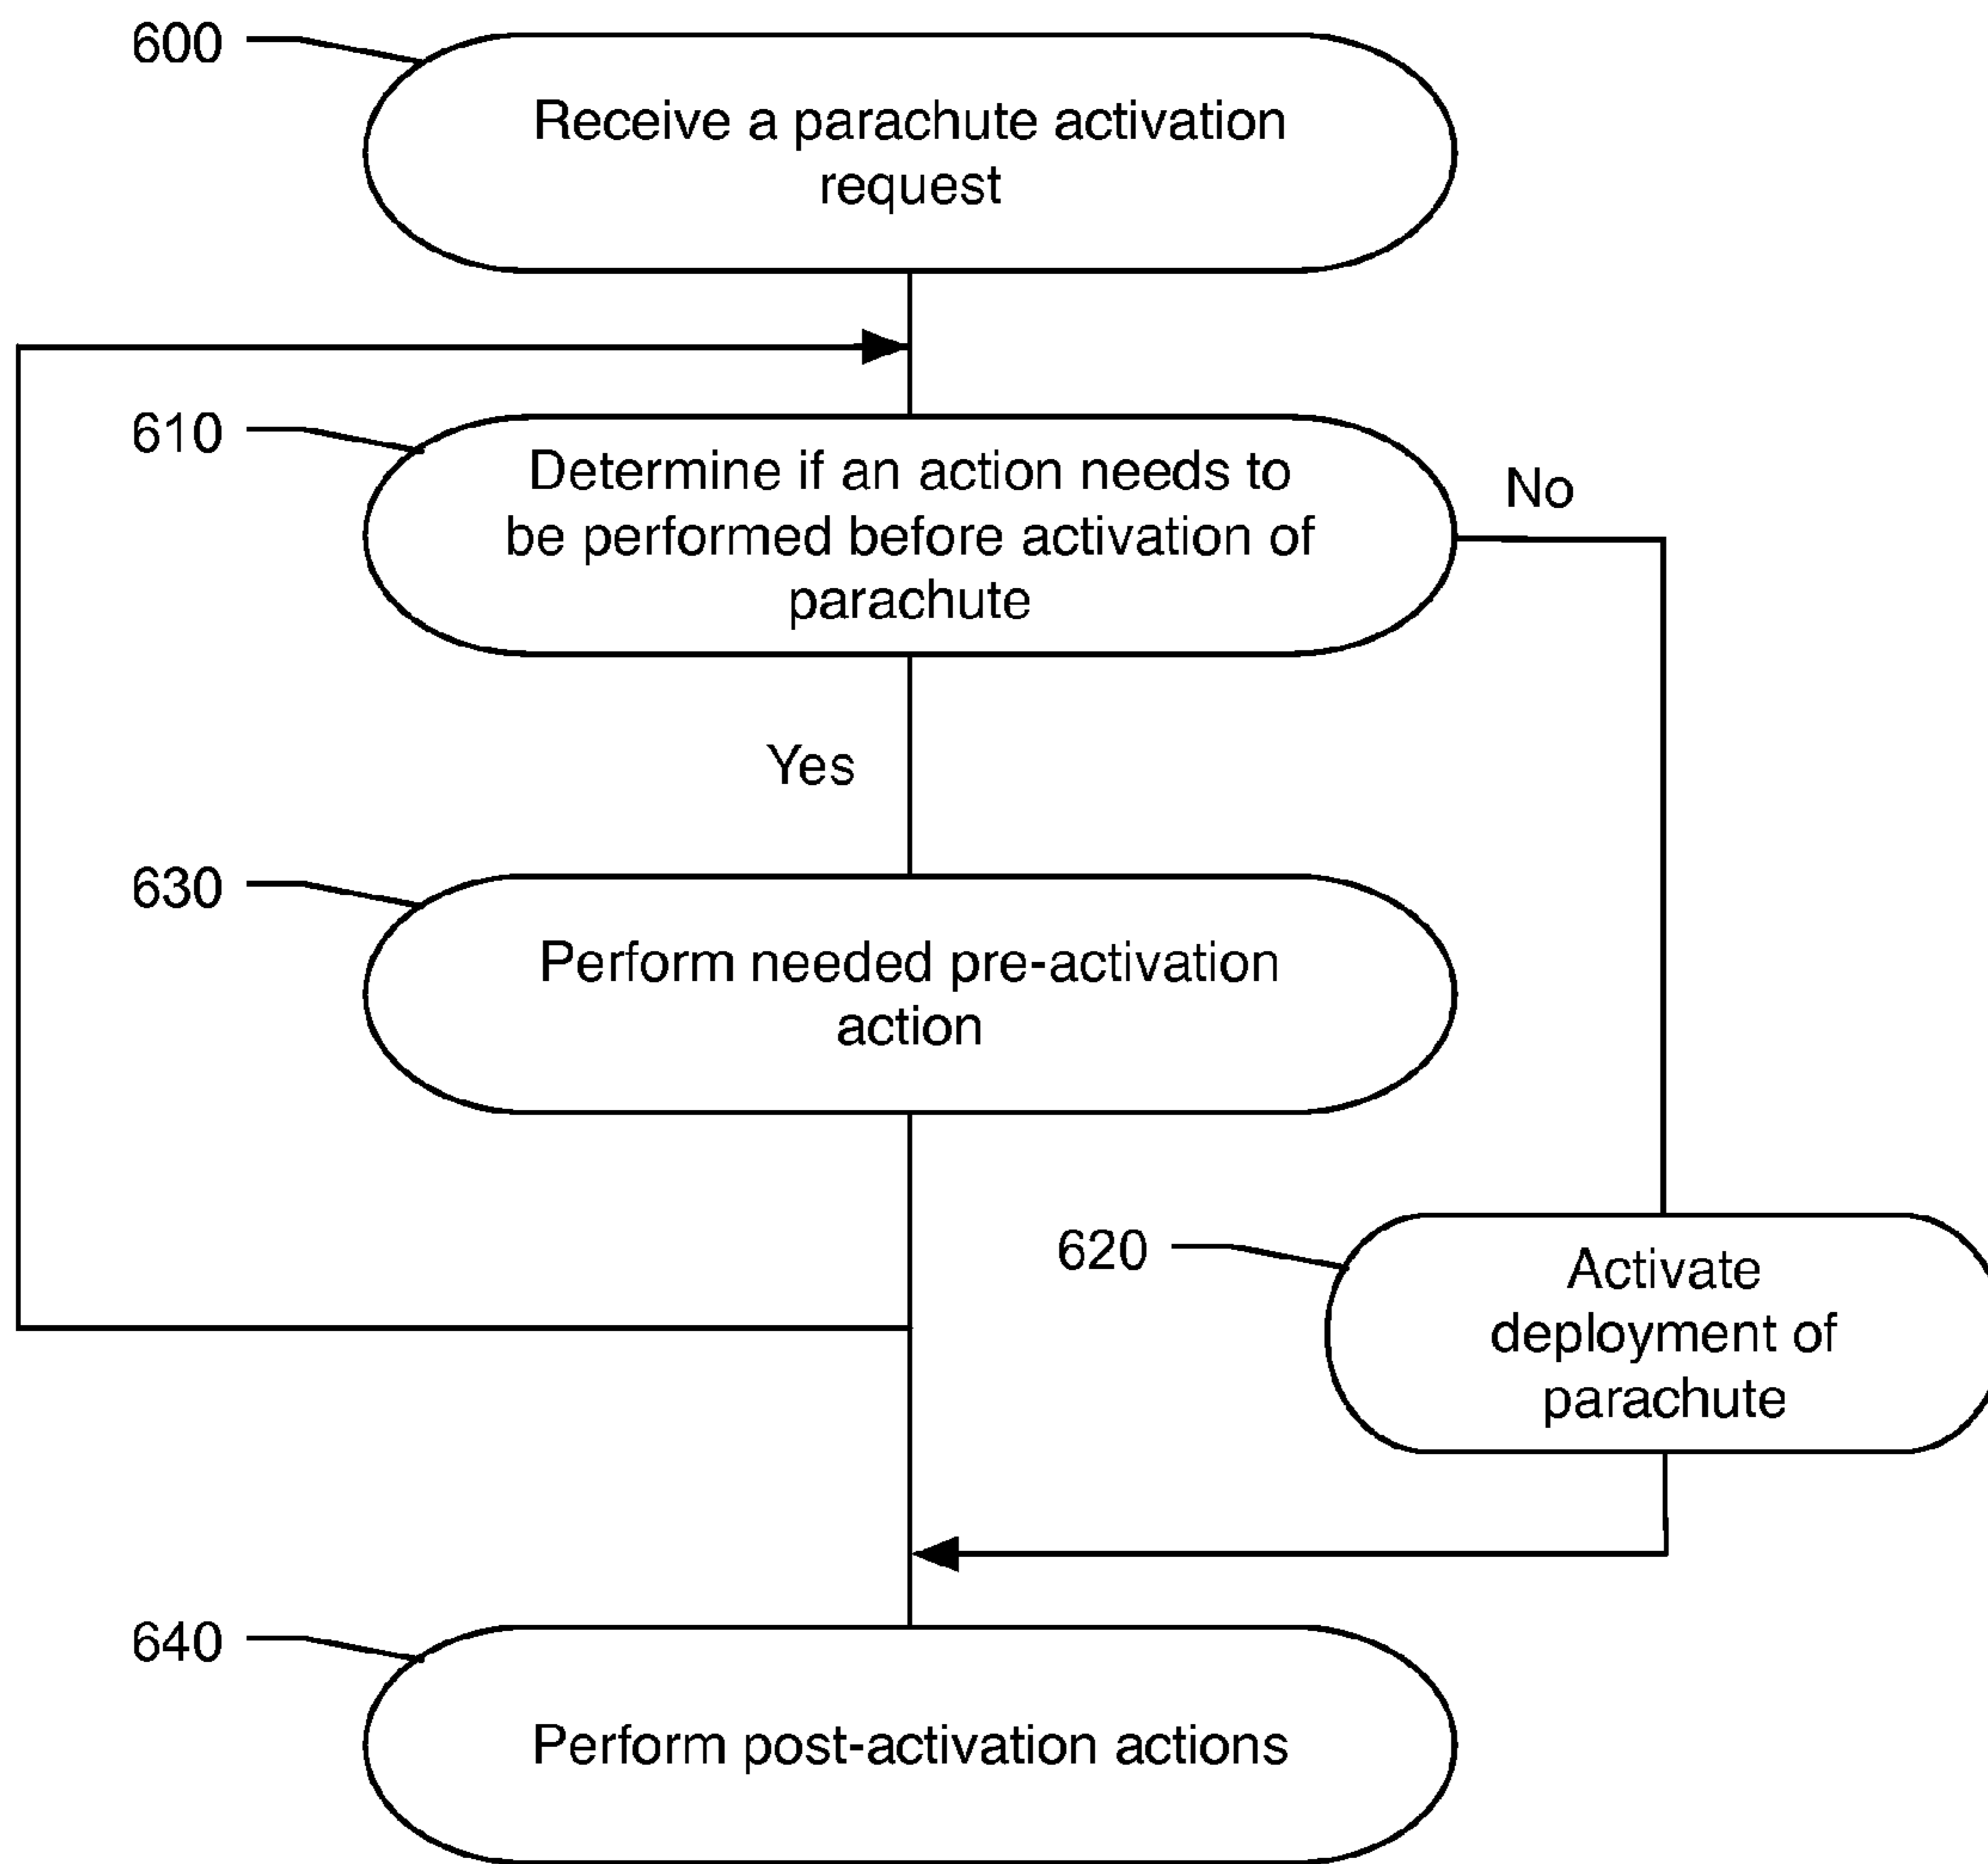 600
Receive a parachute activation
request
610
Determine if an action needs to
be performed before activation of
parachute
No
Yes
630
Perform needed pre-activation
action
620
Activate
deployment of
parachute
640
Perform post-activation actions